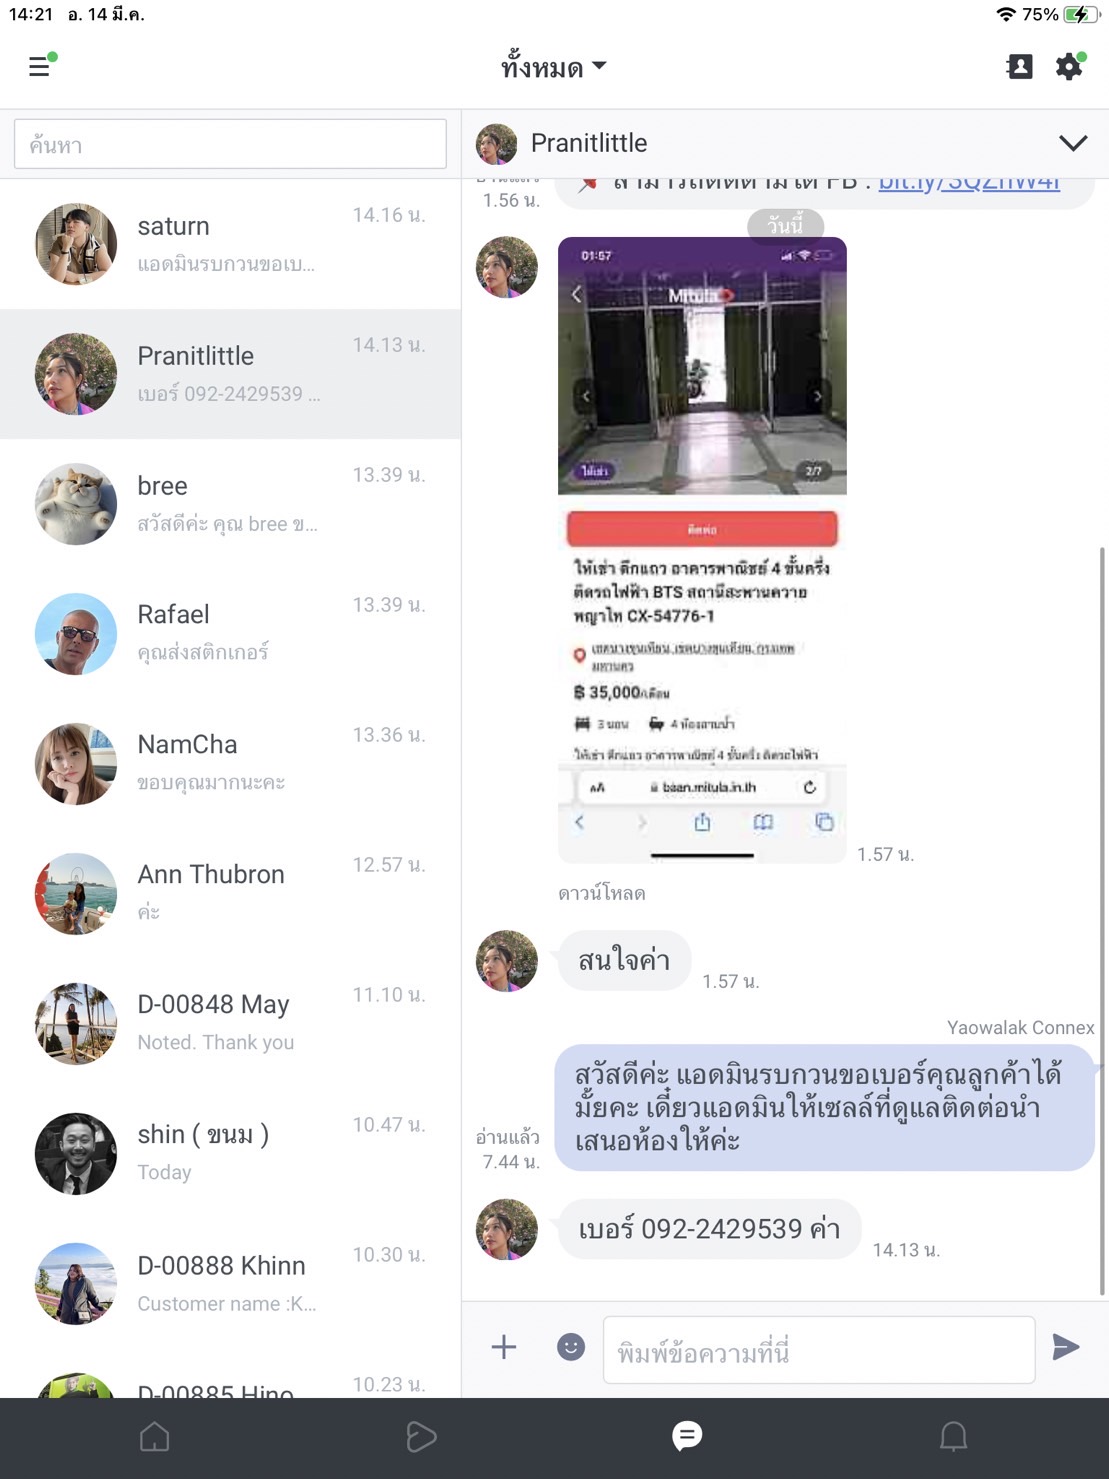 14:21 อ. 14 มี.ค.
75%
ทั้งหมด
ค้นหา
saturn
14.16 น.
แอดมินรบกวนขอเบ...
Pranitlittle
14.13 น.
เบอร์ 092-2429539 ...
bree
13.39 น.
สวัสดีค่ะ คุณ bree ข...
Rafael
13.39 น.
คุณส่งสติกเกอร์
NamCha
13.36 น.
ขอบคุณมากนะคะ
Ann Thubron
12.57 น.
ค่ะ
D-00848 May
11.10 น.
Noted. Thank you
shin ( ขนม )
10.47 น.
Today
D-00888 Khinn
10.30 น.
Customer name :K...
D-00885 Hino
10.23 น.
Pranitlittle
1.56 น.
วันนี้
01:57
Mitula
ให้เช่า
2/7
ติดต่อ
ให้เช่า ตึกแถว อาคารพาณิชย์ 4 ชั้นครึ่ง
ติดรถไฟฟ้า BTS สถานีสะพานควาย
พญาไท CX-54776-1
฿ 35,000/เดือน
3 นอน 4 ห้องอาบน้ำ
ให้เช่า ตึกแถว อาคารพาณิชย์ 4 ชั้นครึ่ง ติดรถไฟฟ้า
AA baan.mitula.in.th
1.57 น.
ดาวน์โหลด
สนใจค่า
1.57 น.
Yaowalak Connex
สวัสดีค่ะ แอดมินรบกวนขอเบอร์คุณลูกค้าได้
มั้ยคะ เดี๋ยวแอดมินให้เซลล์ที่ดูแลติดต่อนำ
เสนอห้องให้ค่ะ
อ่านแล้ว
7.44 น.
เบอร์ 092-2429539 ค่า
14.13 น.
พิมพ์ข้อความที่นี่